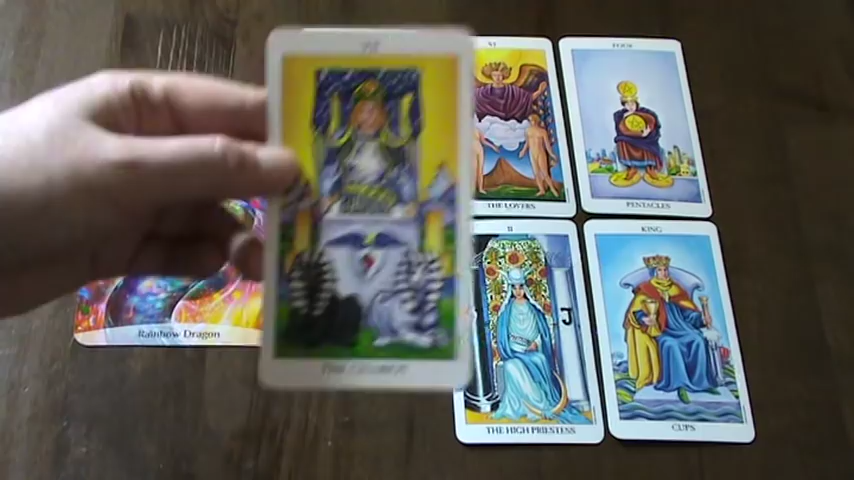 VI
THE LOVERS
FOUR
PENTACLES
II
J
THE HIGH PRIESTESS
KING
CUPS
Rainbow Dragon